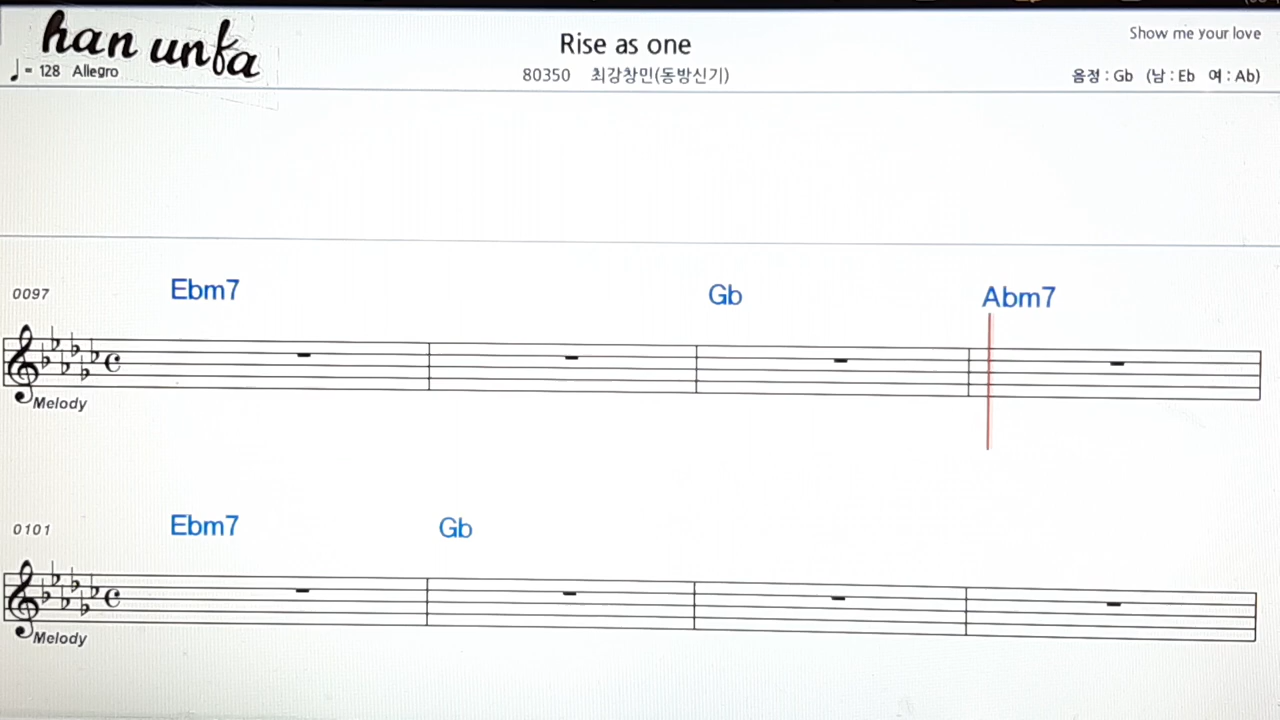 han unfa
Rise as one
Show me your love
♩= 128 Allegro
80350 최강창민(동방신기)
음정 : Gb (남 : Eb 여 : Ab)
0097
Ebm7 Gb Abm7
Melody
0101
Ebm7 Gb
Melody